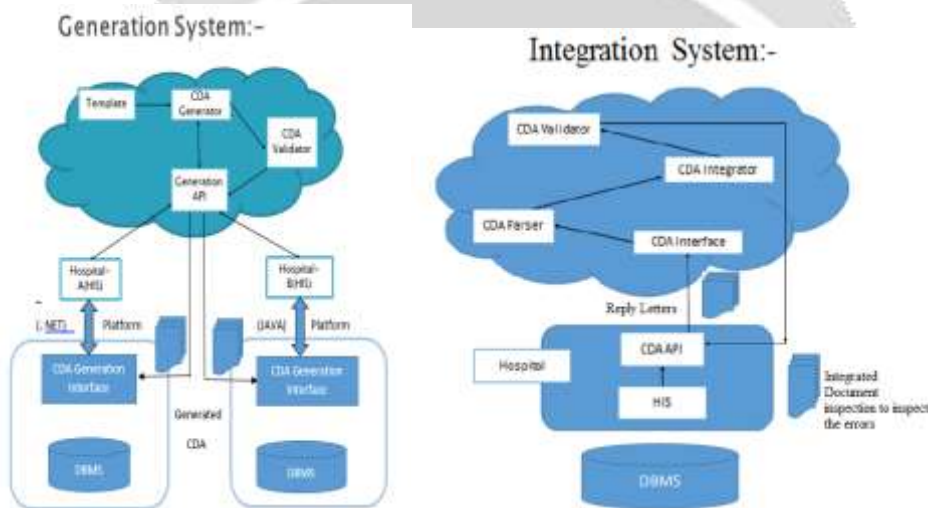 Generation System:-
Template
CDA
Generator
CDA
Validator
Generation
API
Hospital-
A(HIS)
Hospital-
B(HIS)
(. NET)
Platform
(JAVA)
Platform
CDA Generation
Interface
CDA Generation
Interface
Generated
CDA
DBMS
DBMS
Integration System:-
CDA Validator
CDA Integrator
CDA Parser
CDA Interface
Reply Letters
Hospital
CDA API
HIS
Integrated
Document
inspection to inspect
the errors
DBMS